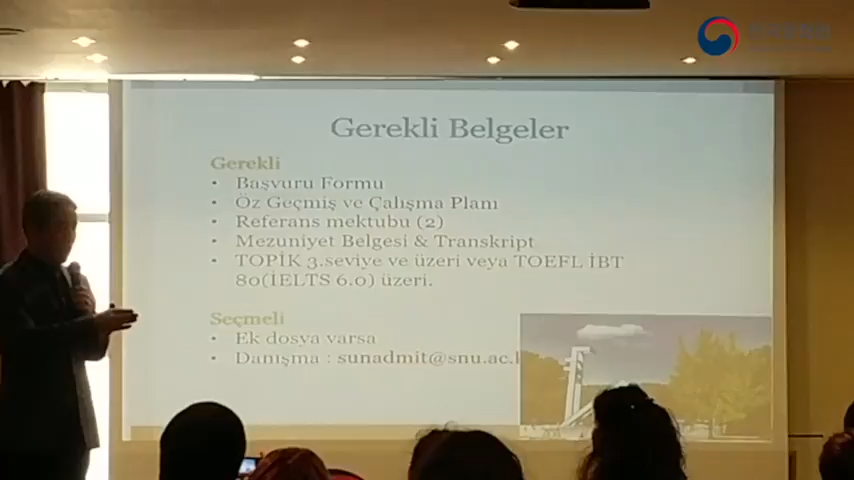 Gerekli Belgeler
Gerekli
• Başvuru Formu
• Öz Geçmiş ve Çalışma Planı
• Referans mektubu (2)
• Mezuniyet Belgesi & Transkript
• TOPİK 3.seviye ve üzeri veya TOEFL İBT
80(İELTS 6.0) üzeri.
Seçmeli
• Ek dosya varsa
• Danışma : sunadmit@snu.ac.